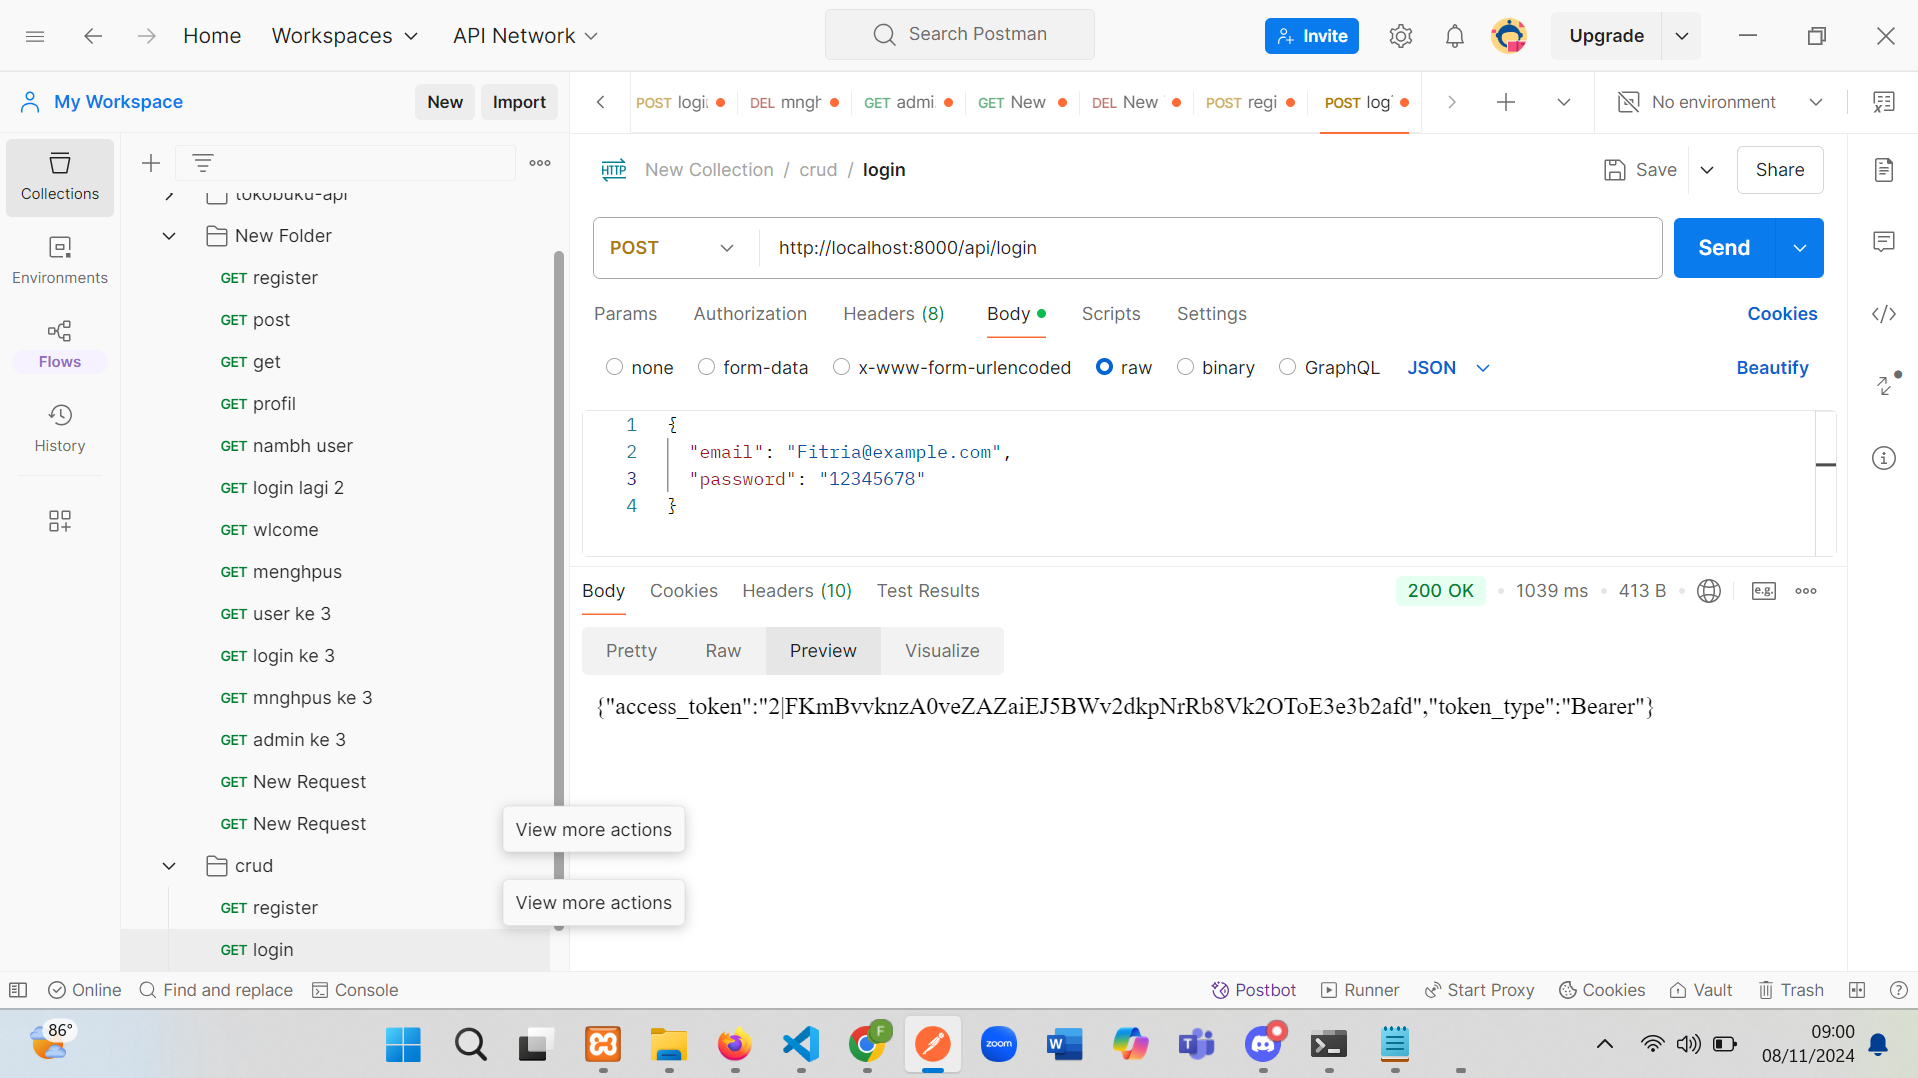 Home
Workspaces
API Network
Search Postman
Invite
Upgrade
My Workspace
New
Import
POST logi
DEL mngh
GET admi
GET New
DEL New
POST regi
POST log
No environment
Collections
Environments
Flows
History
tokobuku-api
New Folder
GET register
GET post
GET get
GET profil
GET nambh user
GET login lagi 2
GET wlcome
GET menghpus
GET user ke 3
GET login ke 3
GET mnghpus ke 3
GET admin ke 3
GET New Request
GET New Request
View more actions
crud
GET register
View more actions
GET login
HTTP New Collection / crud / login
Save
Share
POST
http://localhost:8000/api/login
Send
Params
Authorization
Headers (8)
Body
Scripts
Settings
Cookies
none
form-data
x-www-form-urlencoded
raw
binary
GraphQL
JSON
Beautify
1 {
2 "email": "Fitria@example.com",
3 "password": "12345678"
4 }
Body
Cookies
Headers (10)
Test Results
200 OK
1039 ms
413 B
e.g.
Pretty
Raw
Preview
Visualize
{"access_token":"2|FKmBvvknzA0veZAZaiEJ5BWv2dkpNrRb8Vk2OToE3e3b2afd","token_type":"Bearer"}
Online
Find and replace
Console
Postbot
Runner
Start Proxy
Cookies
Vault
Trash
86°
F
zoom
W
T
09:00
08/11/2024